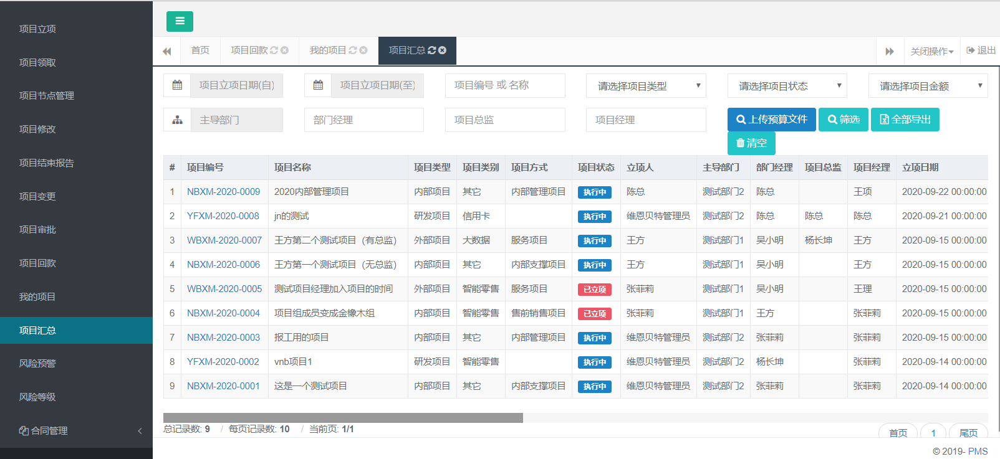 项目立项
项目领取
项目节点管理
项目修改
项目结束报告
项目变更
项目审批
项目回款
我的项目
项目汇总
风险预警
风险等级
合同管理
首页 项目回款 我的项目 项目汇总 关闭操作 退出
项目立项日期(自) 项目立项日期(至) 项目编号 或 名称 请选择项目类型 请选择项目状态 请选择项目金额
主导部门 部门经理 项目总监 项目经理 上传预算文件 筛选 全部导出
清空
# 项目编号 项目名称 项目类型 项目类别 项目方式 项目状态 立项人 主导部门 部门经理 项目总监 项目经理 立项日期
1 NBXM-2020-0009 2020内部管理项目 内部项目 其它 内部管理项目 执行中 陈总 测试部门2 陈总 王项 2020-09-22 00:00:00
2 YFXM-2020-0008 jn的测试 研发项目 信用卡 执行中 维恩贝特管理员 测试部门2 陈总 陈总 陈总 2020-09-21 00:00:00
3 WBXM-2020-0007 王方第二个测试项目（有总监） 外部项目 大数据 服务项目 执行中 王方 测试部门1 吴小明 杨长坤 王方 2020-09-15 00:00:00
4 NBXM-2020-0006 王方第一个测试项目（无总监） 内部项目 其它 内部支撑项目 执行中 王方 测试部门1 吴小明 王方 2020-09-15 00:00:00
5 WBXM-2020-0005 测试项目经理加入项目的时间 外部项目 智能零售 服务项目 已立项 张菲莉 测试部门1 吴小明 王理 2020-09-15 00:00:00
6 NBXM-2020-0004 项目组成员变成金橡木组 内部项目 智能零售 售前销售项目 已立项 张菲莉 测试部门1 王方 张菲莉 2020-09-15 00:00:00
7 NBXM-2020-0003 报工用的项目 内部项目 其它 内部管理项目 执行中 维恩贝特管理员 测试部门2 张菲莉 张菲莉 2020-09-15 00:00:00
8 YFXM-2020-0002 vnb项目1 研发项目 智能零售 执行中 维恩贝特管理员 测试部门2 杨长坤 张菲莉 2020-09-14 00:00:00
9 NBXM-2020-0001 这是一个测试项目 内部项目 其它 内部支撑项目 执行中 维恩贝特管理员 测试部门2 张菲莉 张菲莉 2020-09-14 00:00:00
总记录数: 9 / 每页记录数: 10 / 当前页: 1/1
首页 1 尾页
© 2019- PMS